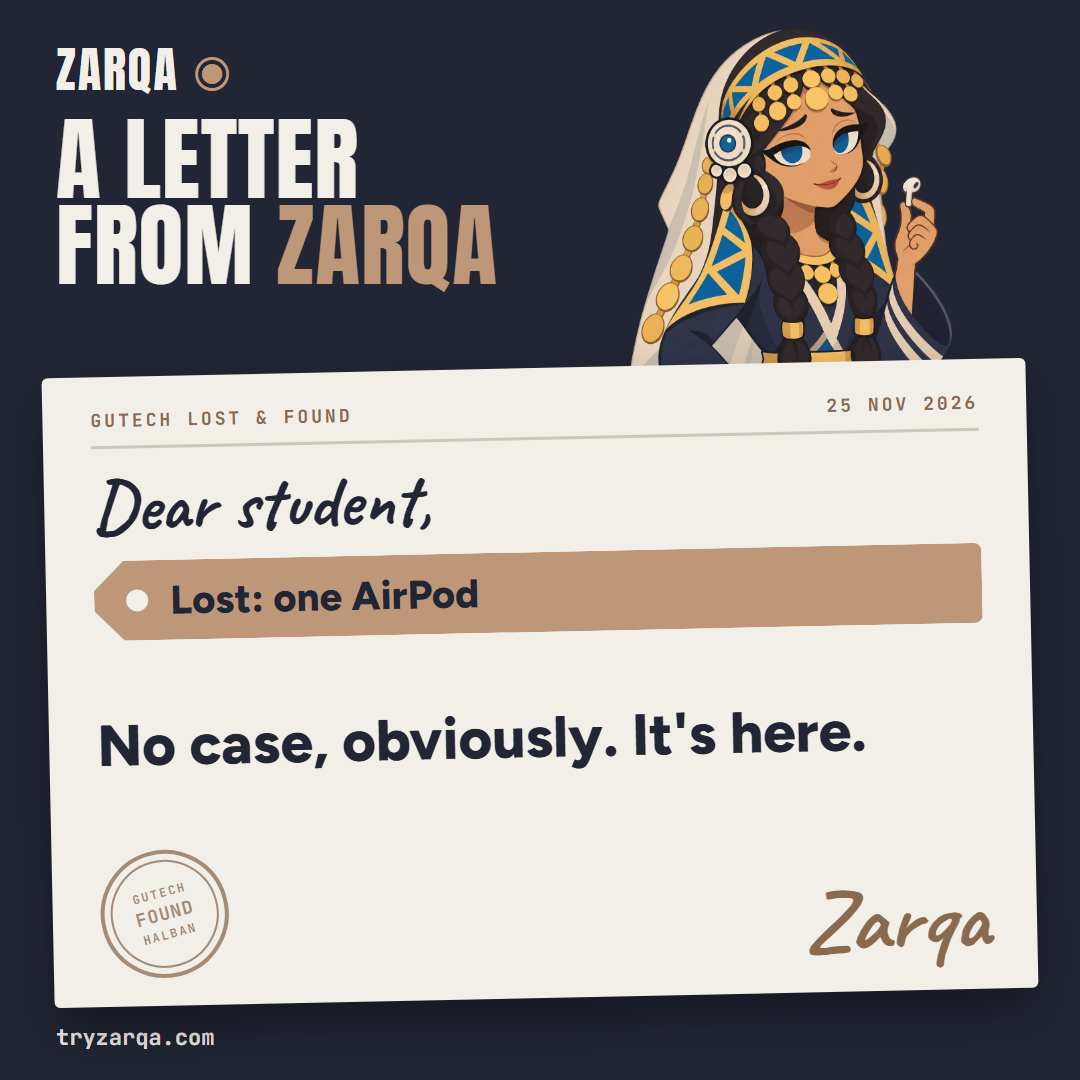 ZARQA
A LETTER
FROM ZARQA
GUTECH LOST & FOUND
25 NOV 2026
Dear student,
Lost: one AirPod
No case, obviously. It's here.
GUTECH
FOUND
HALBAN
Zarqa
tryzarqa.com